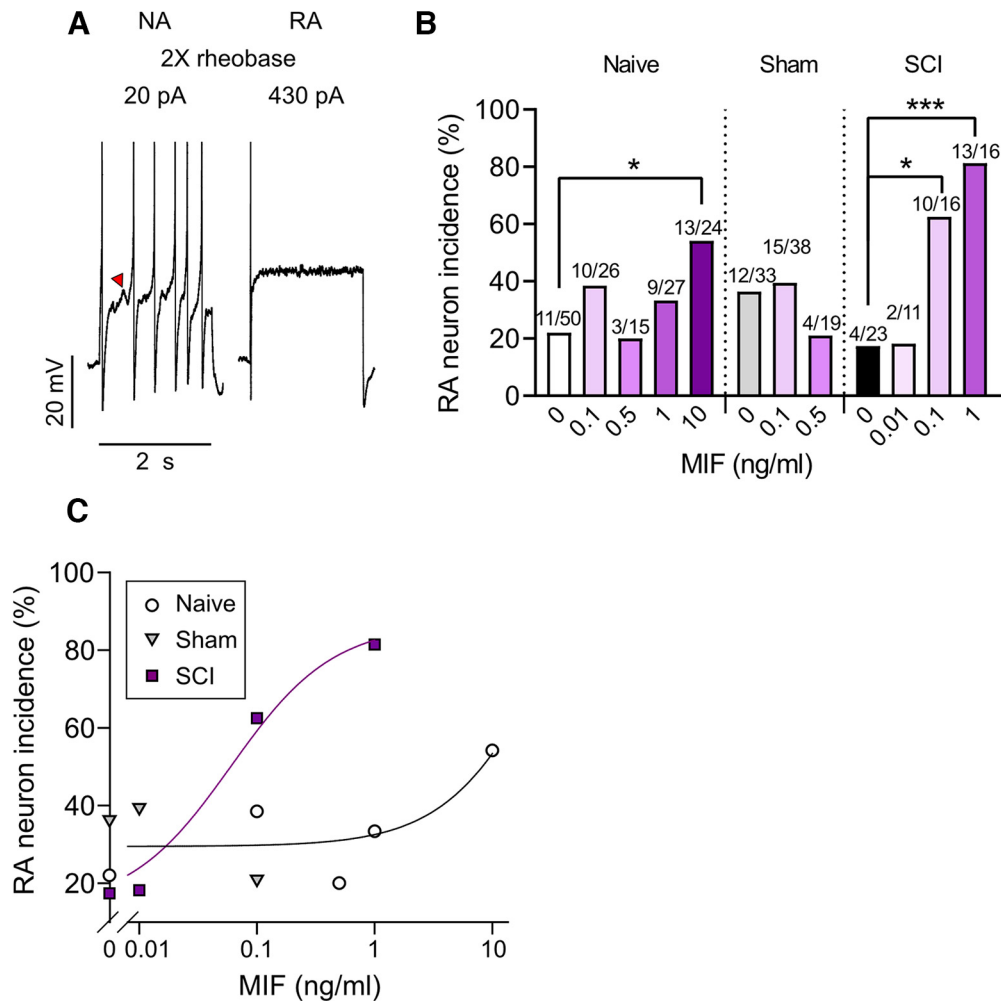 A
NA RA
2X rheobase
20 pA 430 pA
20 mV
2 s
B
Naive Sham SCI
RA neuron incidence (%)
100
80
60
40
20
0
11/50 10/26 3/15 9/27 13/24 12/33 15/38 4/19 4/23 2/11 10/16 13/16
* * ***
0 0.1 0.5 1 10 0 0.1 0.5 0 0.01 0.1 1
MIF (ng/ml)
C
RA neuron incidence (%)
100
80
60
40
20
Naive
Sham
SCI
0 0.01 0.1 1 10
MIF (ng/ml)